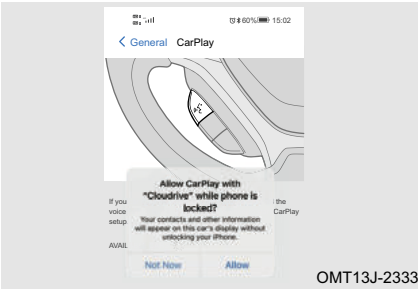 60% 15:02
General CarPlay
Allow CarPlay with
"Cloudrive" while phone is
locked?
If you the
voice CarPlay
setup
Your contacts and other information
will appear on this car's display without
unlocking your iPhone.
AVAIL
Not Now Allow
OMT13J-2333